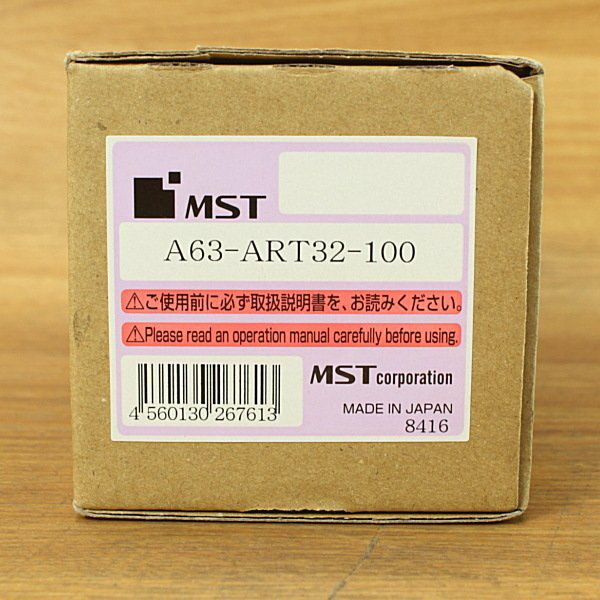 MST
A63-ART32-100
⚠ご使用前に必ず取扱説明書を、お読みください。
⚠Please read an operation manual carefully before using.
4 560130 267613
MST corporation
MADE IN JAPAN
8416